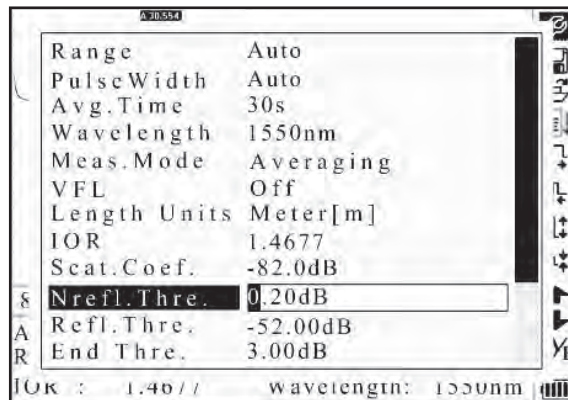 A 30.554
Range Auto
PulseWidth Auto
Avg.Time 30s
Wavelength 1550nm
Meas.Mode Averaging
VFL Off
Length Units Meter[m]
IOR 1.4677
Scat.Coef. -82.0dB
Nrefl.Thre. 0.20dB
Refl.Thre. -52.00dB
End Thre. 3.00dB
A
R
IOR : 1.4677 Wavelength: 1550nm